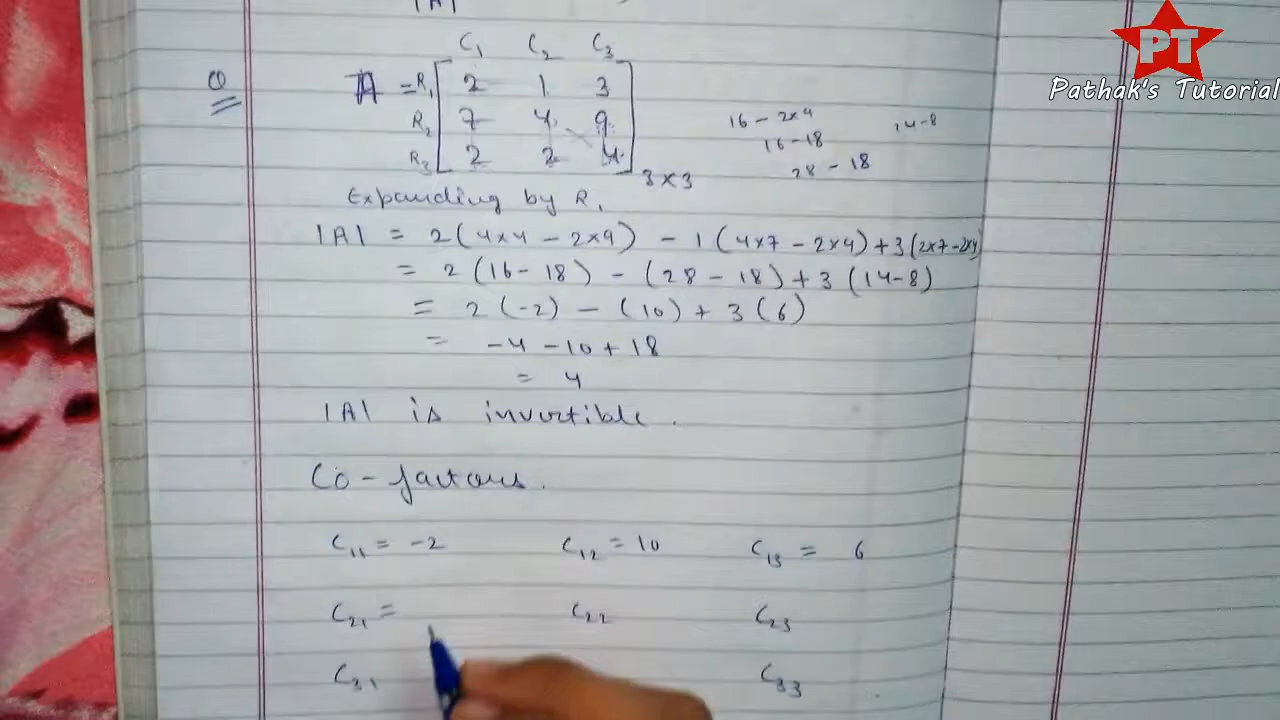 |A|
C₁ C₂ C₃
Q A = R₁ [ 2 1 3
R₂ 7 4 9
R₃ 2 2 4 ] 3×3
16 - 2×4
16-18
28 - 18
14-8
Expanding by R₁
|A| = 2(4×4 - 2×9) - 1(4×7 - 2×9) + 3(2×7-2×4)
= 2(16-18) - (28-18) + 3(14-8)
= 2(-2) - (10) + 3(6)
= -4 -10 + 18
= 4
|A| is invertible.
Co-factors.
C₁₁ = -2 C₁₂ = 10 C₁₃ = 6
C₂₁ = C₂₂ C₂₃
C₃₁ C₃₃
PT
Pathak's Tutorial